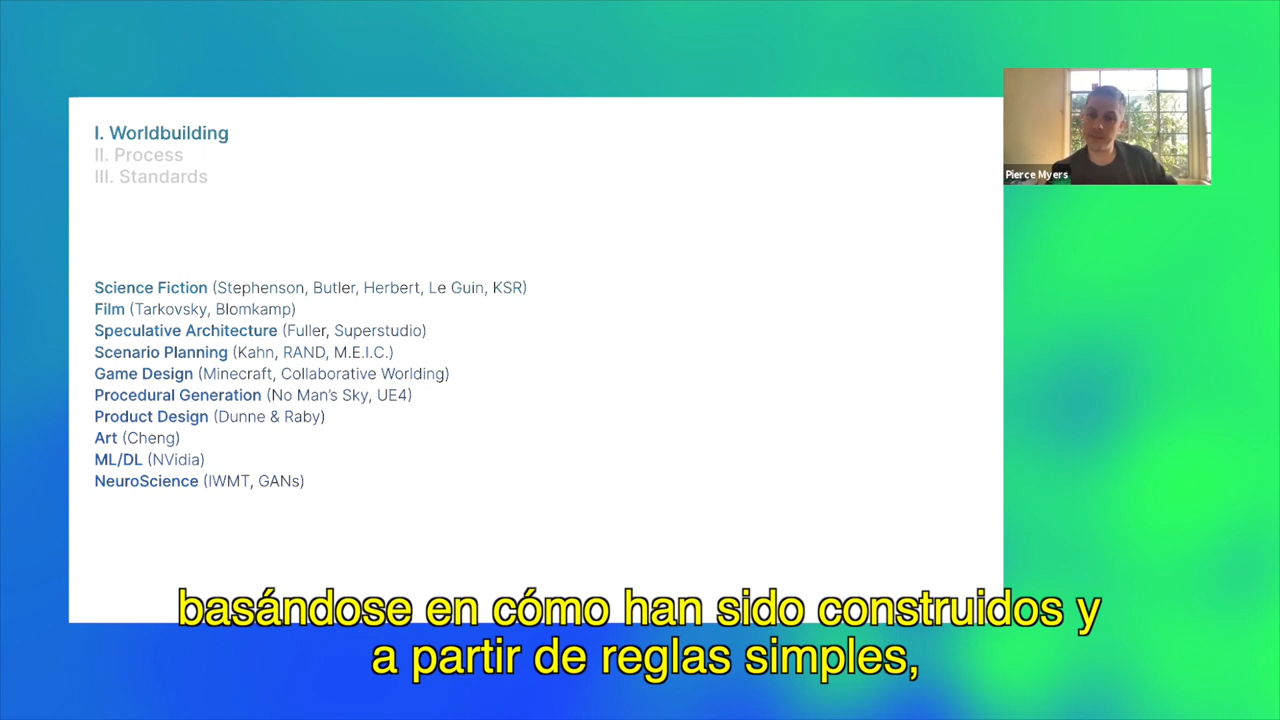 I. Worldbuilding
II. Process
III. Standards
Pierce Myers
Science Fiction (Stephenson, Butler, Herbert, Le Guin, KSR)
Film (Tarkovsky, Blomkamp)
Speculative Architecture (Fuller, Superstudio)
Scenario Planning (Kahn, RAND, M.E.I.C.)
Game Design (Minecraft, Collaborative Worlding)
Procedural Generation (No Man's Sky, UE4)
Product Design (Dunne & Raby)
Art (Cheng)
ML/DL (NVidia)
NeuroScience (IWMT, GANs)
basándose en cómo han sido construidos y
a partir de reglas simples,